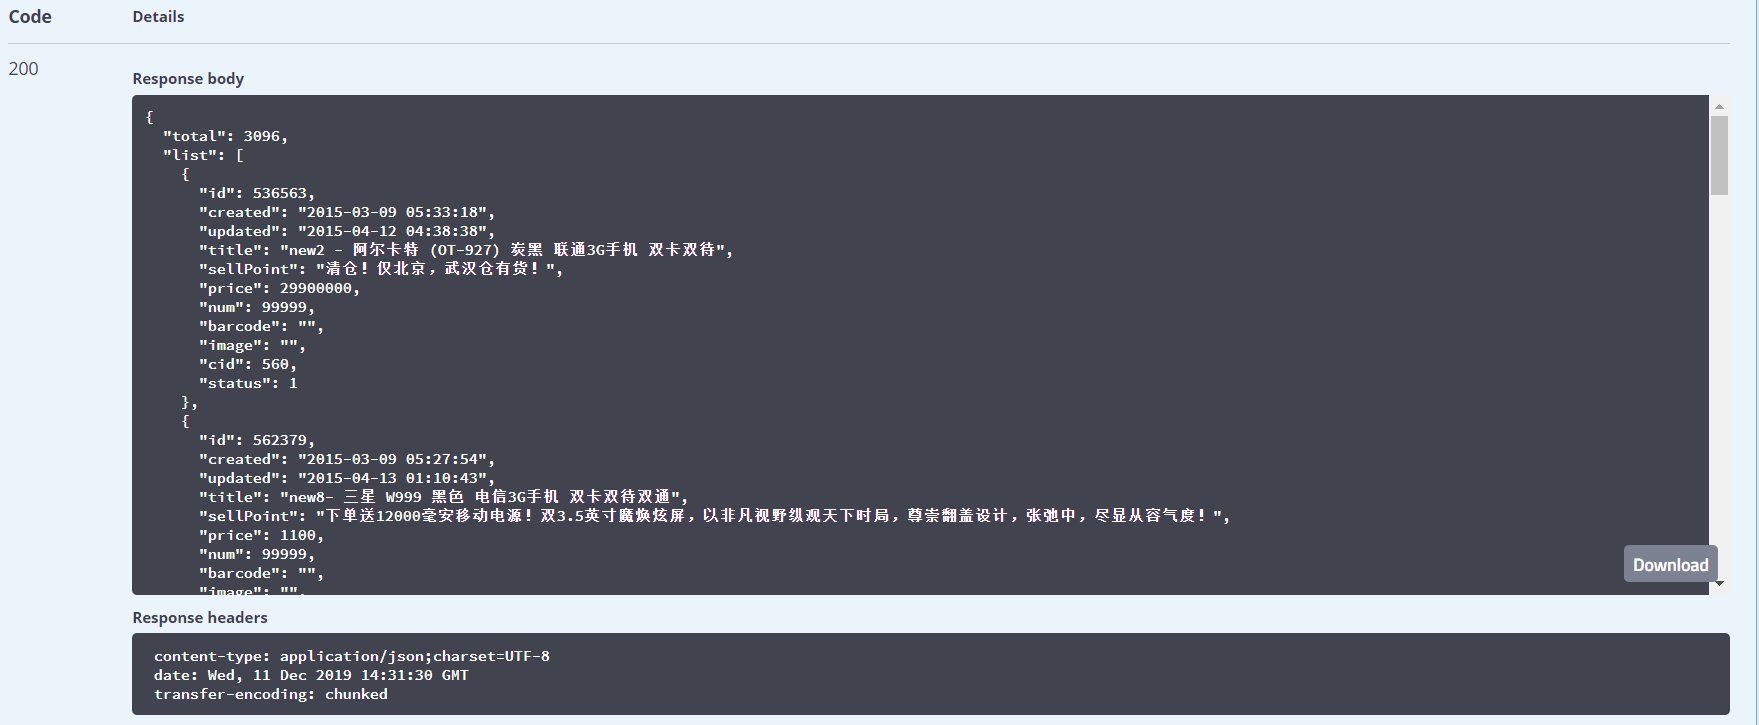 Code Details
200
Response body
{
"total": 3096,
"list": [
{
"id": 536563,
"created": "2015-03-09 05:33:18",
"updated": "2015-04-12 04:38:38",
"title": "new2 - 阿尔卡特 (OT-927) 炭黑 联通3G手机 双卡双待",
"sellPoint": "清仓！仅北京，武汉仓有货！",
"price": 29900000,
"num": 99999,
"barcode": "",
"image": "",
"cid": 560,
"status": 1
},
{
"id": 562379,
"created": "2015-03-09 05:27:54",
"updated": "2015-04-13 01:10:43",
"title": "new8- 三星 W999 黑色 电信3G手机 双卡双待双通",
"sellPoint": "下单送12000毫安移动电源！双3.5英寸魔焕炫屏，以非凡视野纵观天下时局，尊崇翻盖设计，张弛中，尽显从容气度！",
"price": 1100,
"num": 99999,
"barcode": "",
"image": "",
Download
Response headers
content-type: application/json;charset=UTF-8
date: Wed, 11 Dec 2019 14:31:30 GMT
transfer-encoding: chunked